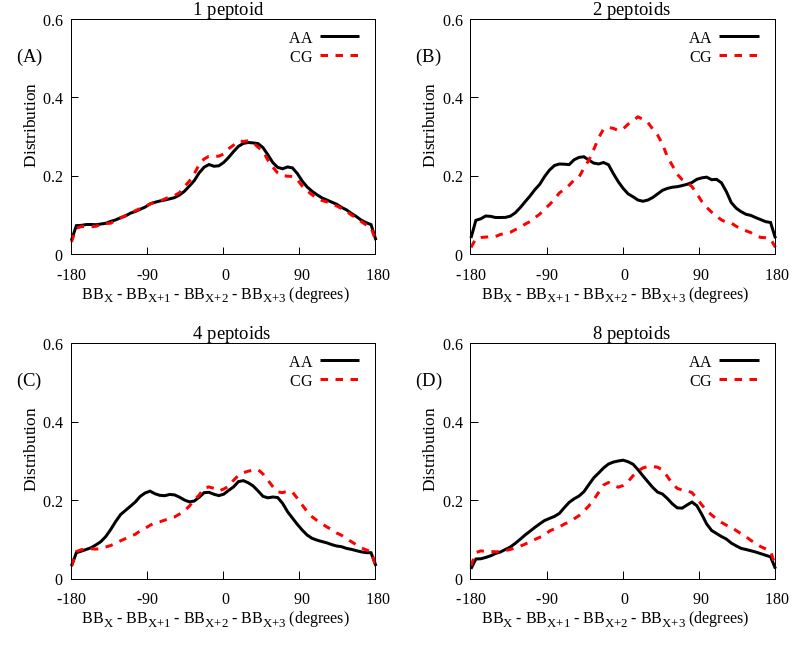 1 peptoid
(A)
AA
CG
Distribution
0.6
0.4
0.2
0
-180 -90 0 90 180
BBX - BBX+1 - BBX+2 - BBX+3 (degrees)
2 peptoids
(B)
AA
CG
Distribution
0.6
0.4
0.2
0
-180 -90 0 90 180
BBX - BBX+1 - BBX+2 - BBX+3 (degrees)
4 peptoids
(C)
AA
CG
Distribution
0.6
0.4
0.2
0
-180 -90 0 90 180
BBX - BBX+1 - BBX+2 - BBX+3 (degrees)
8 peptoids
(D)
AA
CG
Distribution
0.6
0.4
0.2
0
-180 -90 0 90 180
BBX - BBX+1 - BBX+2 - BBX+3 (degrees)